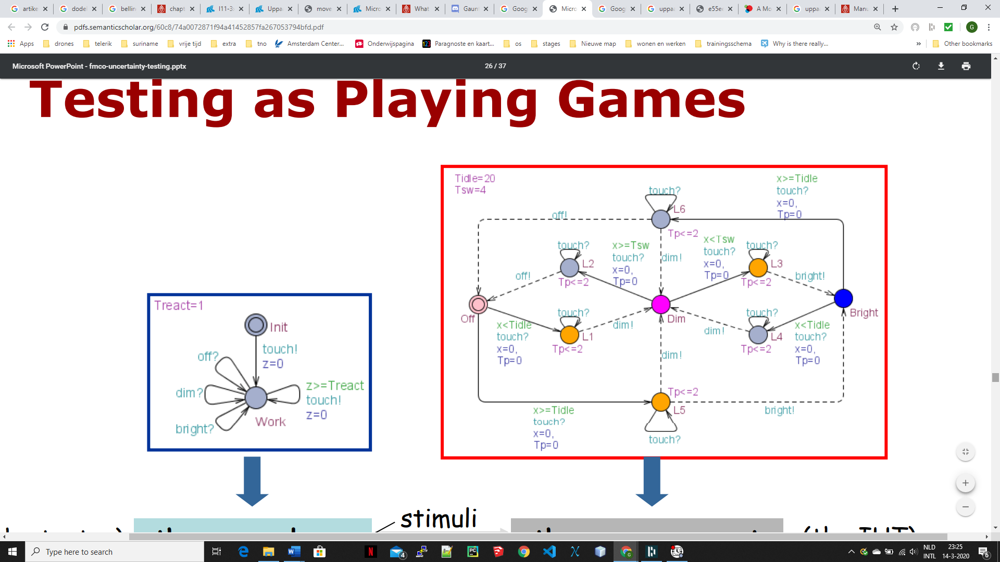 artike
dodel
bellin
chapt
l11-3
Uppa
move
Micro
What
Gaun
Goog
Micro
Goog
uppa
e55e
A Mo
uppa
Manu
pdfs.semanticscholar.org/60c8/74a0072871f94a41452857fa267053794bfd.pdf
G
Apps
drones
telerik
suriname
vrije tijd
extra
tno
Amsterdam Center...
Onderwijspagina
Paragnoste en kaart...
os
stages
Nieuwe map
wonen en werken
trainingsschema
Why is there really...
»
Other bookmarks
Microsoft PowerPoint - fmco-uncertainty-testing.pptx
26 / 37
Testing as Playing Games
Treact=1
Init
touch!
z=0
off?
dim?
bright?
Work
z>=Treact
touch!
z=0
Tidle=20
Tsw=4
touch?
L6
Tp<=2
x>=Tidle
touch?
x=0,
Tp=0
off!
touch?
L2
Tp<=2
x>=Tsw
touch?
x=0,
Tp=0
dim!
x<Tsw
touch?
x=0,
Tp=0
touch?
L3
Tp<=2
off!
bright!
Off
Dim
Bright
x<Tidle
touch?
x=0,
Tp=0
touch?
L1
Tp<=2
dim!
dim!
touch?
L4
Tp<=2
x<Tidle
touch?
x=0,
Tp=0
dim!
Tp<=2
L5
touch?
x>=Tidle
touch?
x=0,
Tp=0
bright!
stimuli
Type here to search
4
NLD
INTL
23:25
14-3-2020
6